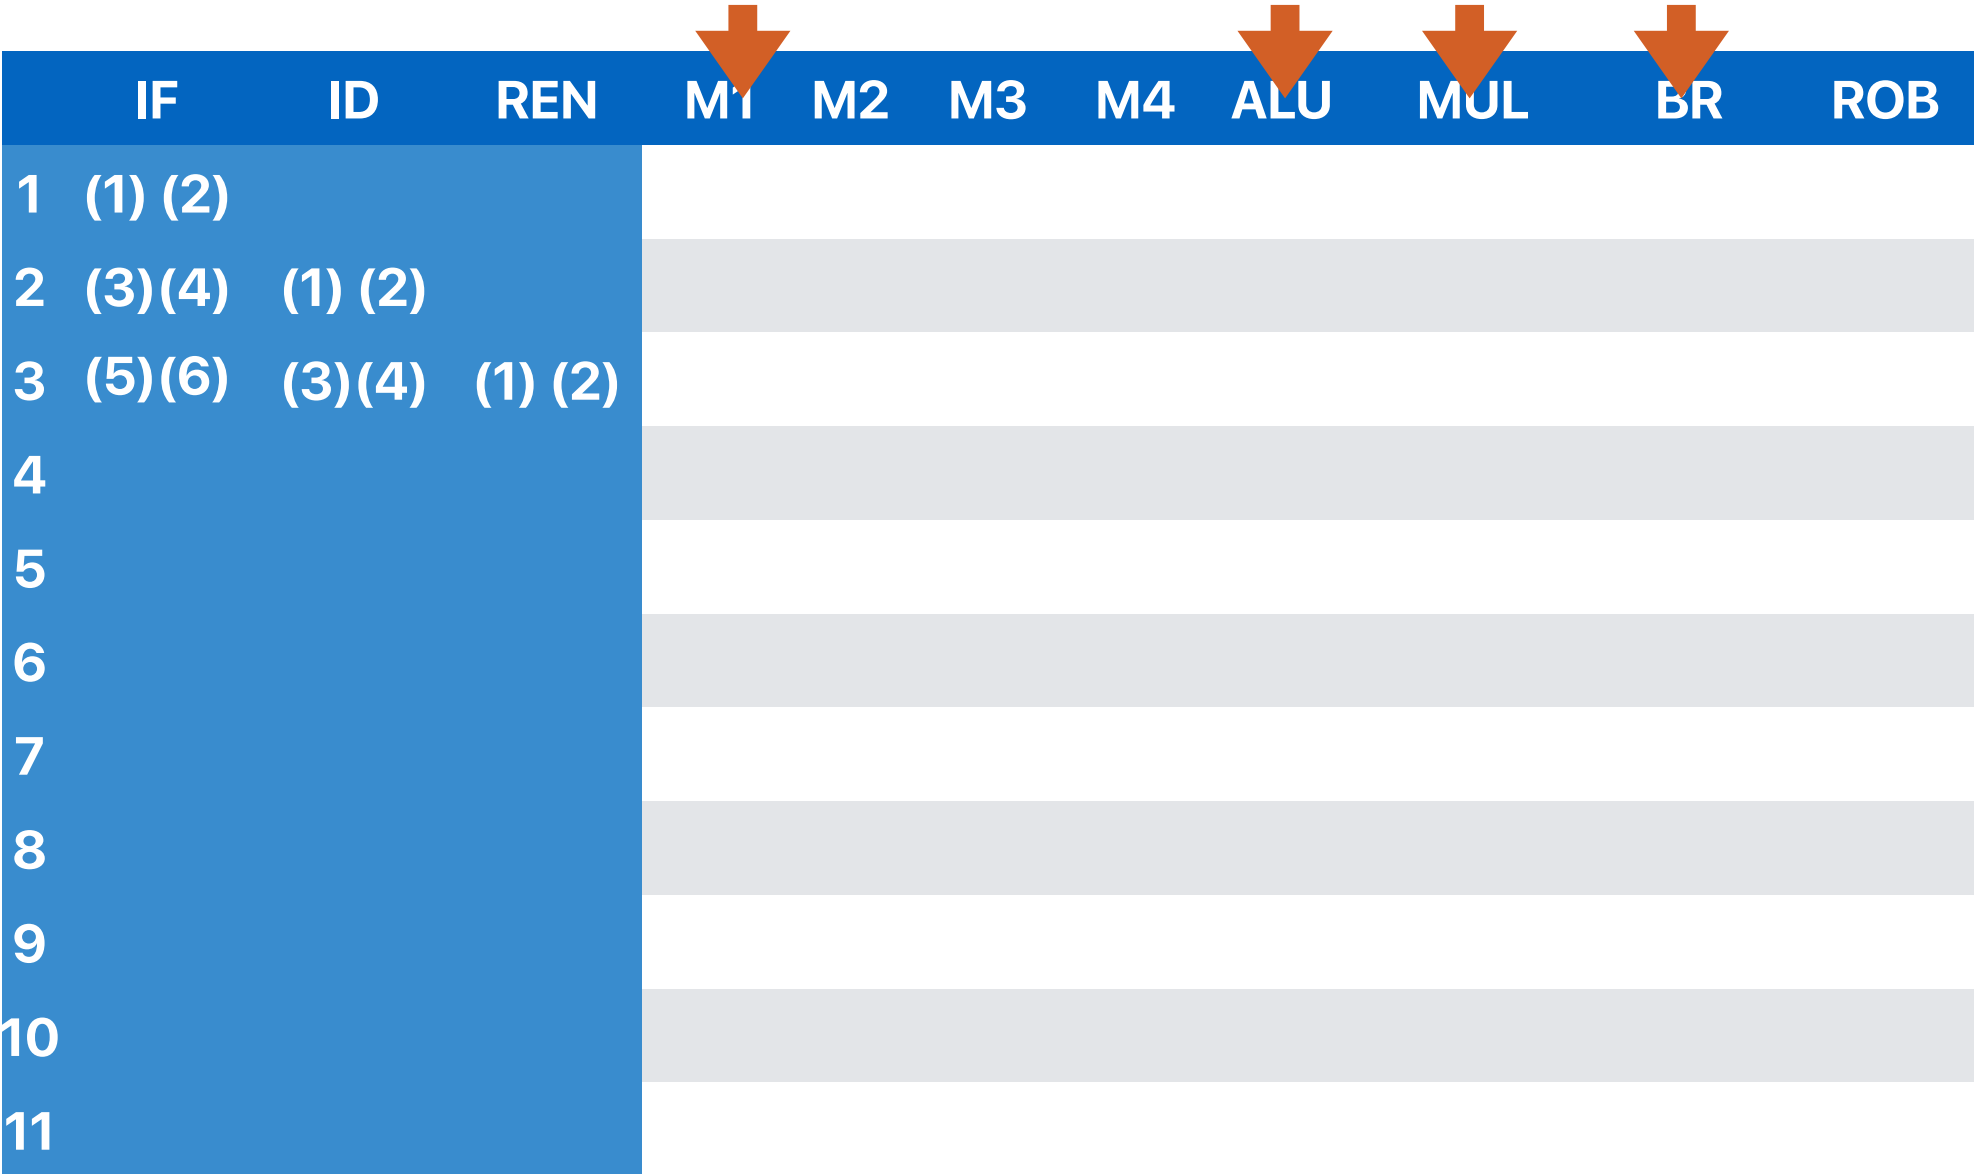 IF ID REN M1 M2 M3 M4 ALU MUL BR ROB
1 (1) (2)
2 (3)(4) (1) (2)
3 (5)(6) (3)(4) (1) (2)
4
5
6
7
8
9
10
11